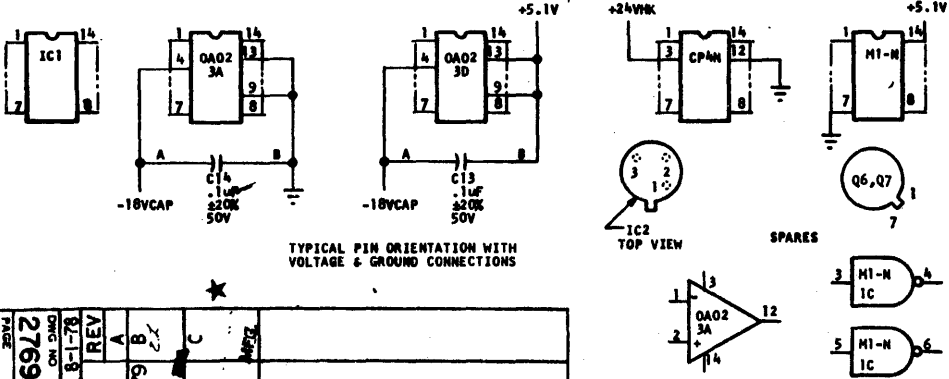 +5.1V
+24VHK
+5.1V
1 14
IC1
7 8
1 14
4 13
OAO2
3A
9
7 8
1 14
4 13
OAO2
3D
9
7 8
1 14
3 12
CP4N
7 8
1 14
M1-N
7 8
A B
C14
.1uF
±20%
50V
-18VCAP
A B
C13
.1uF
±20%
50V
-18VCAP
3 2
1
IC2
TOP VIEW
Q6,Q7
1
7
TYPICAL PIN ORIENTATION WITH
VOLTAGE & GROUND CONNECTIONS
SPARES
3
1
OAO2
3A
12
2
14
- +
3 M1-N 4
IC
5 M1-N 6
IC
REV
A
B
C
8-1-78
DWG NO
2769
PAGE